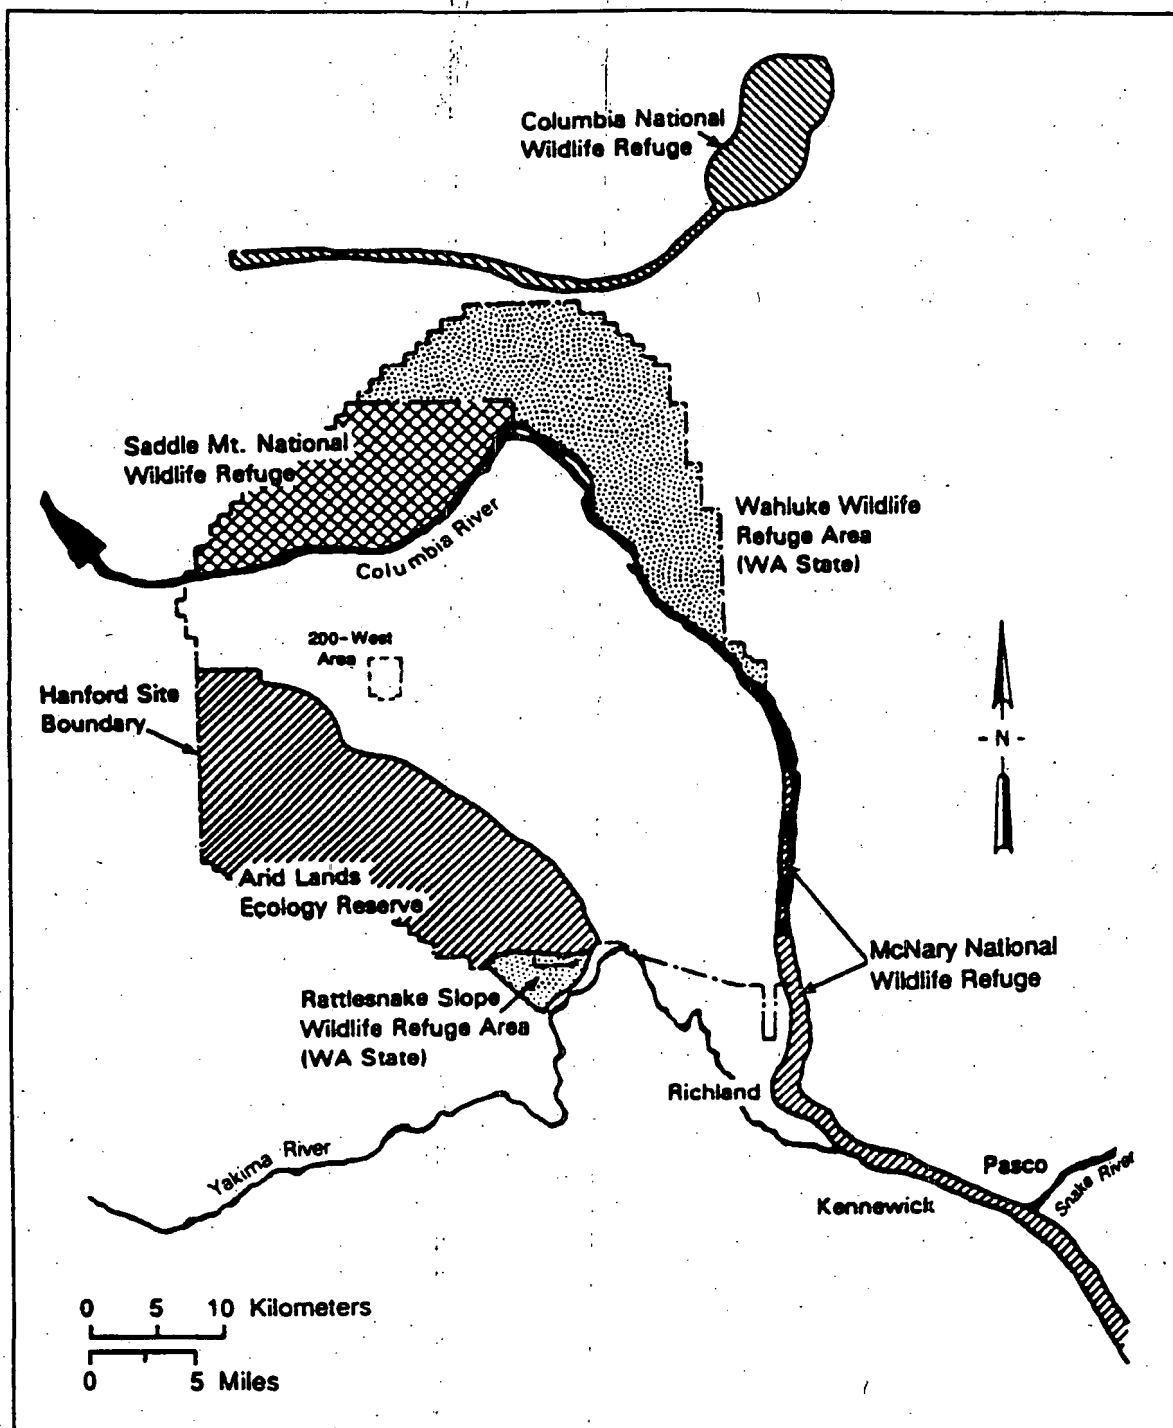 Columbia National
Wildlife Refuge
Saddle Mt. National
Wildlife Refuge
Columbia River
Wahluke Wildlife
Refuge Area
(WA State)
200-West
Area
Hanford Site
Boundary
- N -
Arid Lands
Ecology Reserve
McNary National
Wildlife Refuge
Rattlesnake Slope
Wildlife Refuge Area
(WA State)
Richland
Yakima River
Pasco
Snake River
Kennewick
0 5 10 Kilometers
0 5 Miles